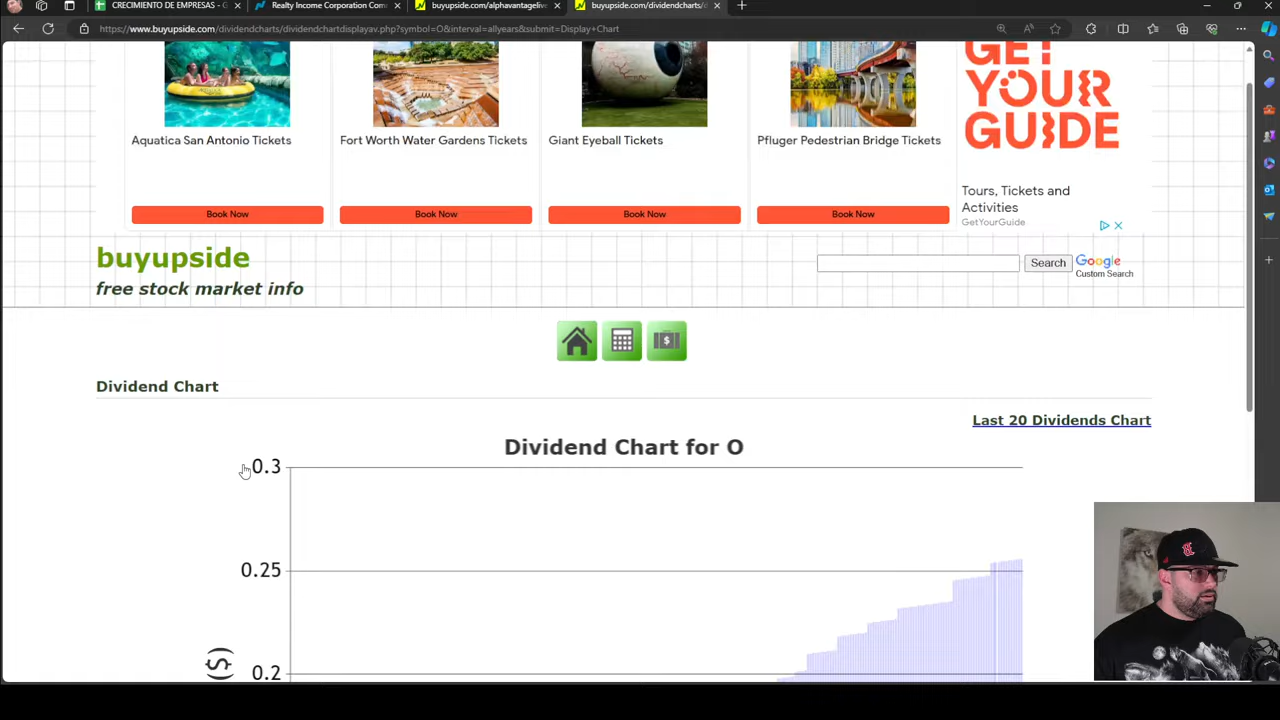 CRECIMIENTO DE EMPRESAS - G
Realty Income Corporation Com
buyupside.com/alphavantagelive
buyupside.com/dividendcharts/d
https://www.buyupside.com/dividendcharts/dividendchartdisplayav.php?symbol=O&interval=allyears&submit=Display+Chart
GET
YOUR
GUIDE
Aquatica San Antonio Tickets
Fort Worth Water Gardens Tickets
Giant Eyeball Tickets
Pfluger Pedestrian Bridge Tickets
Tours, Tickets and
Activities
GetYourGuide
Book Now
Book Now
Book Now
Book Now
buyupside
free stock market info
Search
Google
Custom Search
Dividend Chart
Last 20 Dividends Chart
Dividend Chart for O
0.3
0.25
0.2
($)